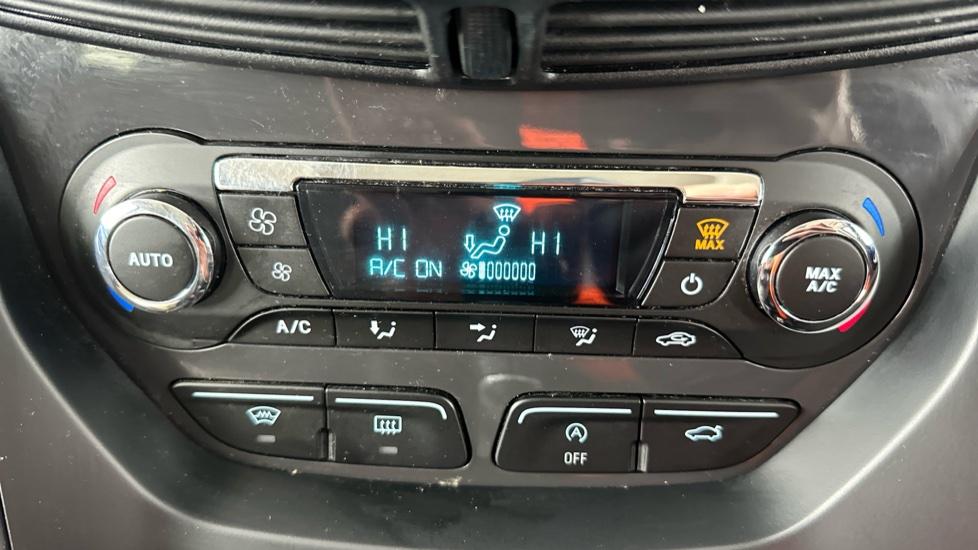 AUTO
HI HI
A/C ON
MAX
MAX
A/C
A/C
OFF